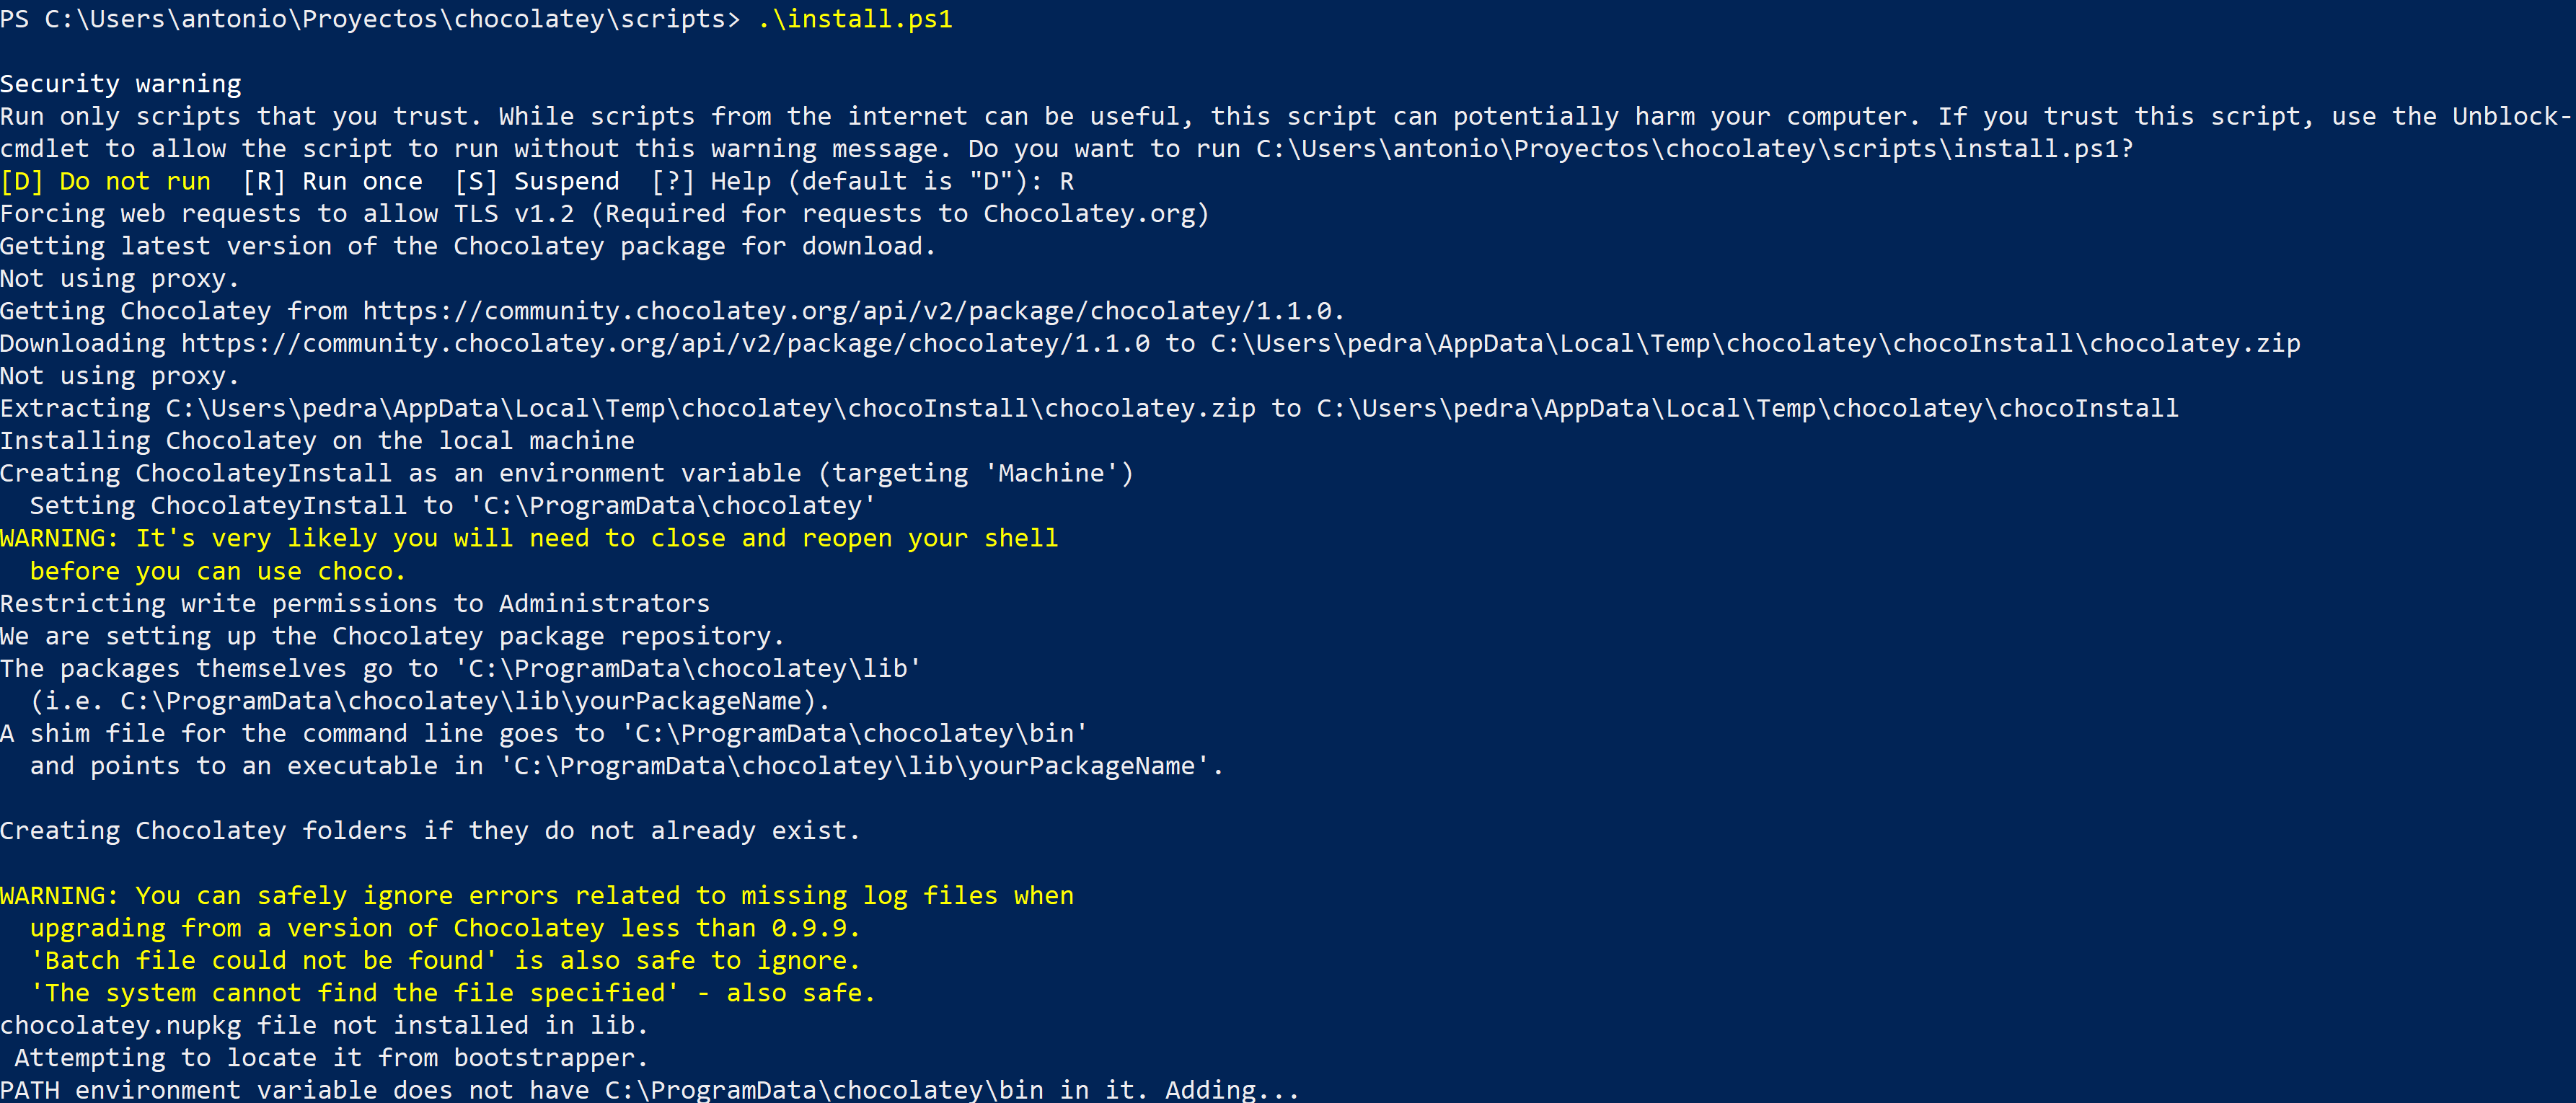 PS C:\Users\antonio\Proyectos\chocolatey\scripts> .\install.ps1
Security warning
Run only scripts that you trust. While scripts from the internet can be useful, this script can potentially harm your computer. If you trust this script, use the Unblock-
cmdlet to allow the script to run without this warning message. Do you want to run C:\Users\antonio\Proyectos\chocolatey\scripts\install.ps1?
[D] Do not run  [R] Run once  [S] Suspend  [?] Help (default is "D"): R
Forcing web requests to allow TLS v1.2 (Required for requests to Chocolatey.org)
Getting latest version of the Chocolatey package for download.
Not using proxy.
Getting Chocolatey from https://community.chocolatey.org/api/v2/package/chocolatey/1.1.0.
Downloading https://community.chocolatey.org/api/v2/package/chocolatey/1.1.0 to C:\Users\pedra\AppData\Local\Temp\chocolatey\chocoInstall\chocolatey.zip
Not using proxy.
Extracting C:\Users\pedra\AppData\Local\Temp\chocolatey\chocoInstall\chocolatey.zip to C:\Users\pedra\AppData\Local\Temp\chocolatey\chocoInstall
Installing Chocolatey on the local machine
Creating ChocolateyInstall as an environment variable (targeting 'Machine')
  Setting ChocolateyInstall to 'C:\ProgramData\chocolatey'
WARNING: It's very likely you will need to close and reopen your shell
  before you can use choco.
Restricting write permissions to Administrators
We are setting up the Chocolatey package repository.
The packages themselves go to 'C:\ProgramData\chocolatey\lib'
  (i.e. C:\ProgramData\chocolatey\lib\yourPackageName).
A shim file for the command line goes to 'C:\ProgramData\chocolatey\bin'
  and points to an executable in 'C:\ProgramData\chocolatey\lib\yourPackageName'.
Creating Chocolatey folders if they do not already exist.
WARNING: You can safely ignore errors related to missing log files when
  upgrading from a version of Chocolatey less than 0.9.9.
  'Batch file could not be found' is also safe to ignore.
  'The system cannot find the file specified' - also safe.
chocolatey.nupkg file not installed in lib.
 Attempting to locate it from bootstrapper.
PATH environment variable does not have C:\ProgramData\chocolatey\bin in it. Adding...